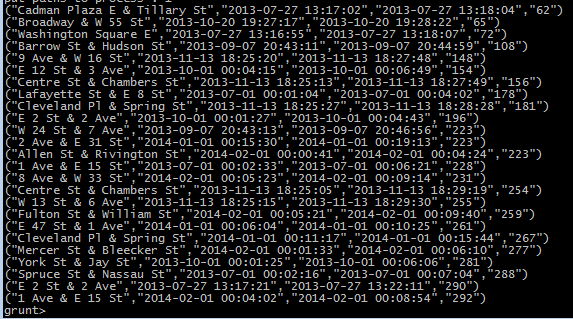 ("Cadman Plaza E & Tillary St","2013-07-27 13:17:02","2013-07-27 13:18:04","62")
("Broadway & W 55 St","2013-10-20 19:27:17","2013-10-20 19:28:22","65")
("Washington Square E","2013-07-27 13:16:55","2013-07-27 13:18:07","72")
("Barrow St & Hudson St","2013-09-07 20:43:11","2013-09-07 20:44:59","108")
("9 Ave & W 16 St","2013-11-13 18:25:20","2013-11-13 18:27:48","148")
("E 12 St & 3 Ave","2013-10-01 00:04:15","2013-10-01 00:06:49","154")
("Centre St & Chambers St","2013-11-13 18:25:13","2013-11-13 18:27:49","156")
("Lafayette St & E 8 St","2013-07-01 00:01:04","2013-07-01 00:04:02","178")
("Cleveland Pl & Spring St","2013-11-13 18:25:27","2013-11-13 18:28:28","181")
("E 2 St & 2 Ave","2013-10-01 00:01:27","2013-10-01 00:04:43","196")
("W 24 St & 7 Ave","2013-09-07 20:43:13","2013-09-07 20:46:56","223")
("2 Ave & E 31 St","2014-01-01 00:15:30","2014-01-01 00:19:13","223")
("Allen St & Rivington St","2014-02-01 00:00:41","2014-02-01 00:04:24","223")
("1 Ave & E 15 St","2013-07-01 00:02:33","2013-07-01 00:06:21","228")
("8 Ave & W 33 St","2014-02-01 00:05:23","2014-02-01 00:09:14","231")
("Centre St & Chambers St","2013-11-13 18:25:05","2013-11-13 18:29:19","254")
("W 13 St & 6 Ave","2013-11-13 18:25:15","2013-11-13 18:29:30","255")
("Fulton St & William St","2014-02-01 00:05:21","2014-02-01 00:09:40","259")
("E 47 St & 1 Ave","2014-01-01 00:06:04","2014-01-01 00:10:25","261")
("Cleveland Pl & Spring St","2014-01-01 00:11:17","2014-01-01 00:15:44","267")
("Mercer St & Bleecker St","2014-02-01 00:01:33","2014-02-01 00:06:10","277")
("York St & Jay St","2013-10-01 00:01:25","2013-10-01 00:06:06","281")
("Spruce St & Nassau St","2013-07-01 00:02:16","2013-07-01 00:07:04","288")
("E 2 St & 2 Ave","2013-07-27 13:17:21","2013-07-27 13:22:11","290")
("1 Ave & E 15 St","2014-02-01 00:04:02","2014-02-01 00:08:54","292")
grunt>